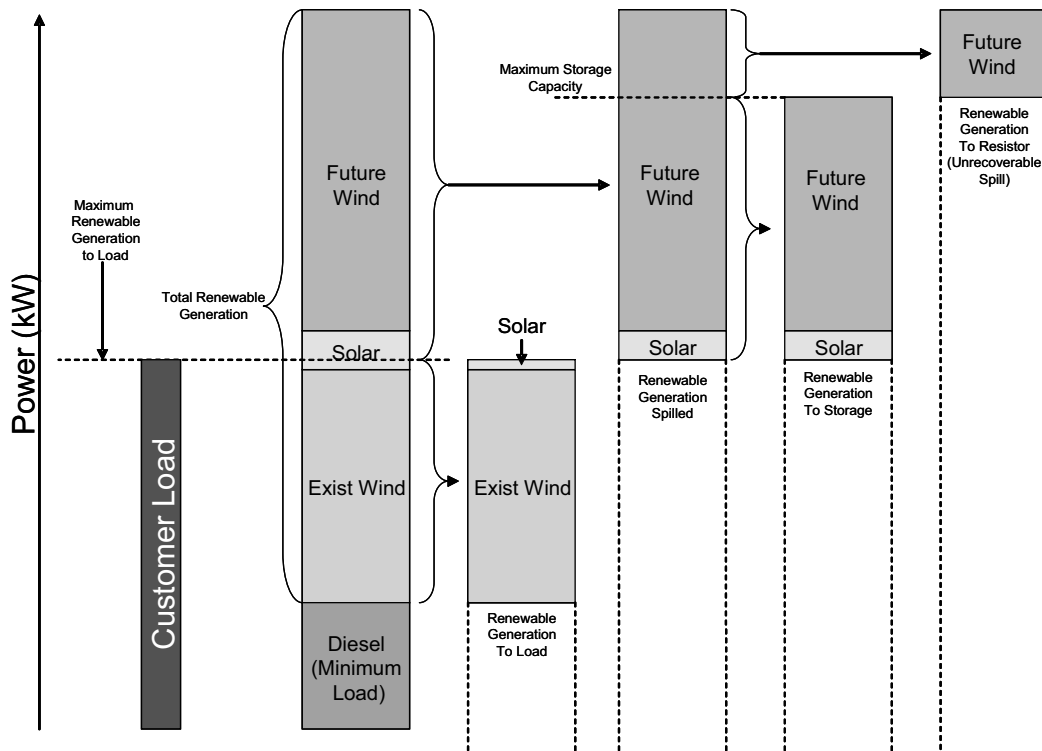 Power (kW)
Maximum
Renewable
Generation
to Load
Customer Load
Total Renewable
Generation
Future
Wind
Solar
Exist Wind
Diesel
(Minimum
Load)
Solar
Exist Wind
Renewable
Generation
To Load
Maximum Storage
Capacity
Future
Wind
Solar
Renewable
Generation
Spilled
Future
Wind
Solar
Renewable
Generation
To Storage
Future
Wind
Renewable
Generation
To Resistor
(Unrecoverable
Spill)